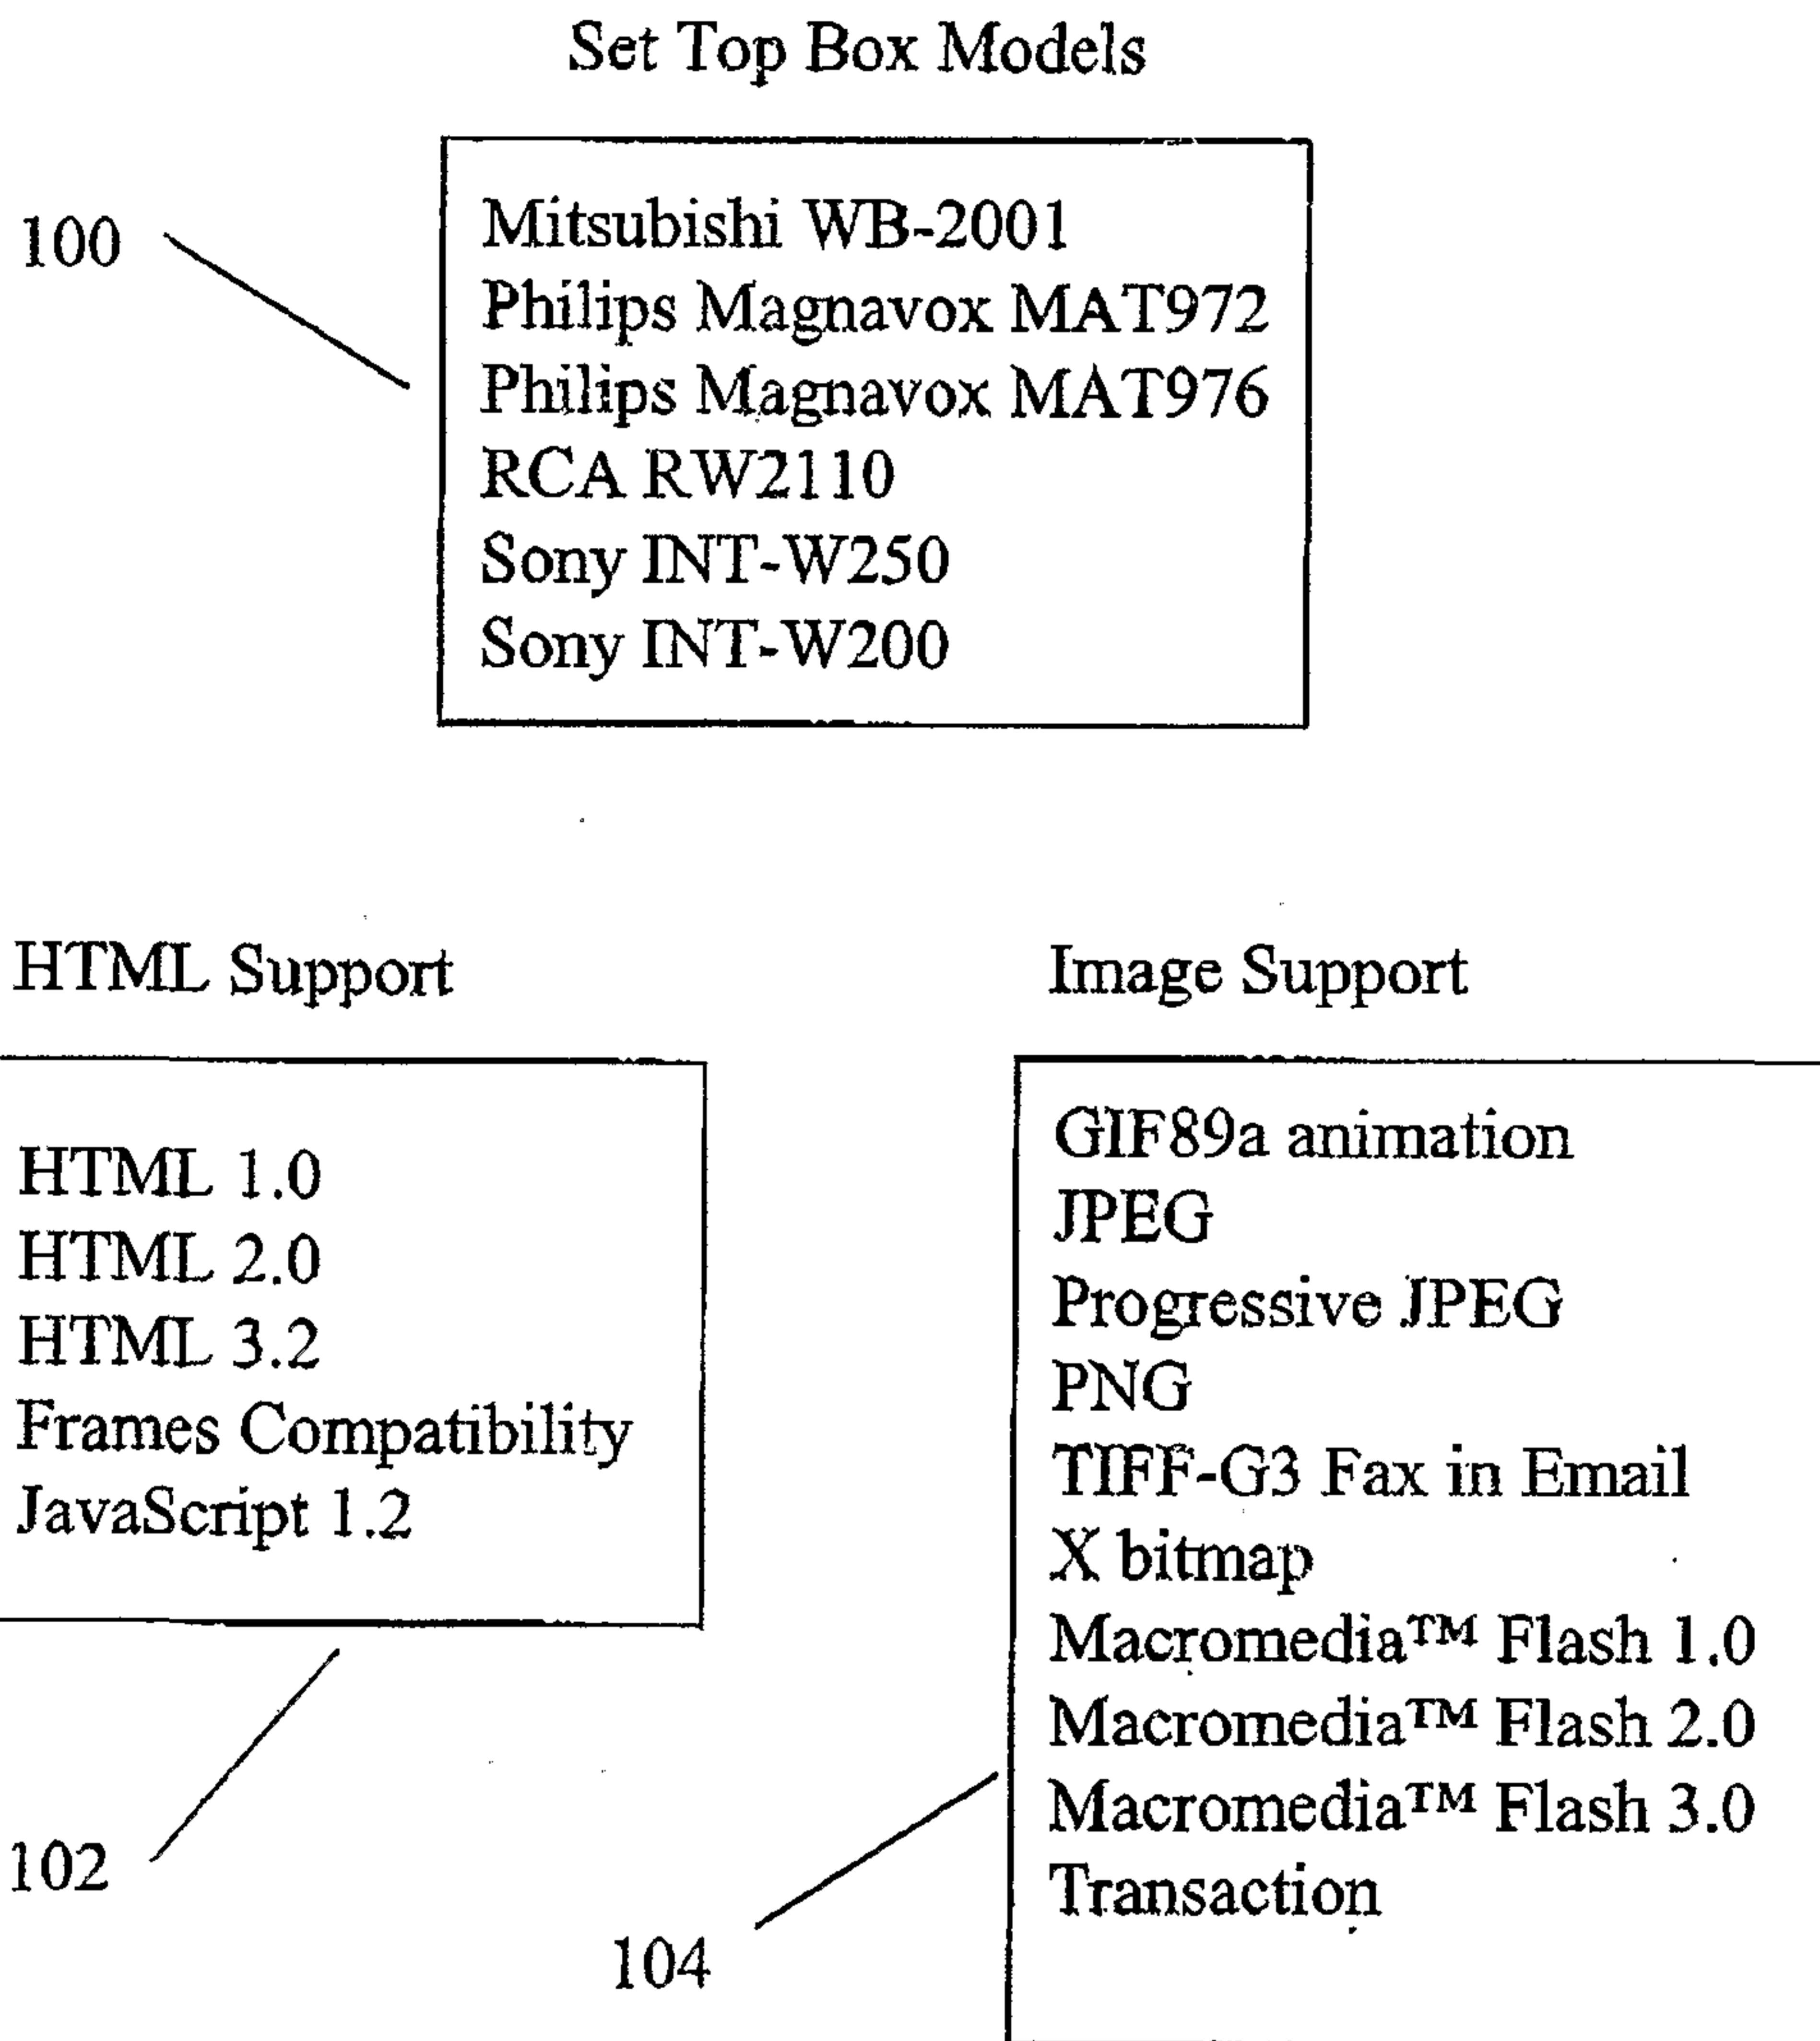 Set Top Box Models
100
Mitsubishi WB-2001
Philips Magnavox MAT972
Philips Magnavox MAT976
RCA RW2110
Sony INT-W250
Sony INT-W200
HTML Support
HTML 1.0
HTML 2.0
HTML 3.2
Frames Compatibility
JavaScript 1.2
102
Image Support
GIF89a animation
JPEG
Progressive JPEG
PNG
TIFF-G3 Fax in Email
X bitmap
Macromedia™ Flash 1.0
Macromedia™ Flash 2.0
Macromedia™ Flash 3.0
Transaction
104